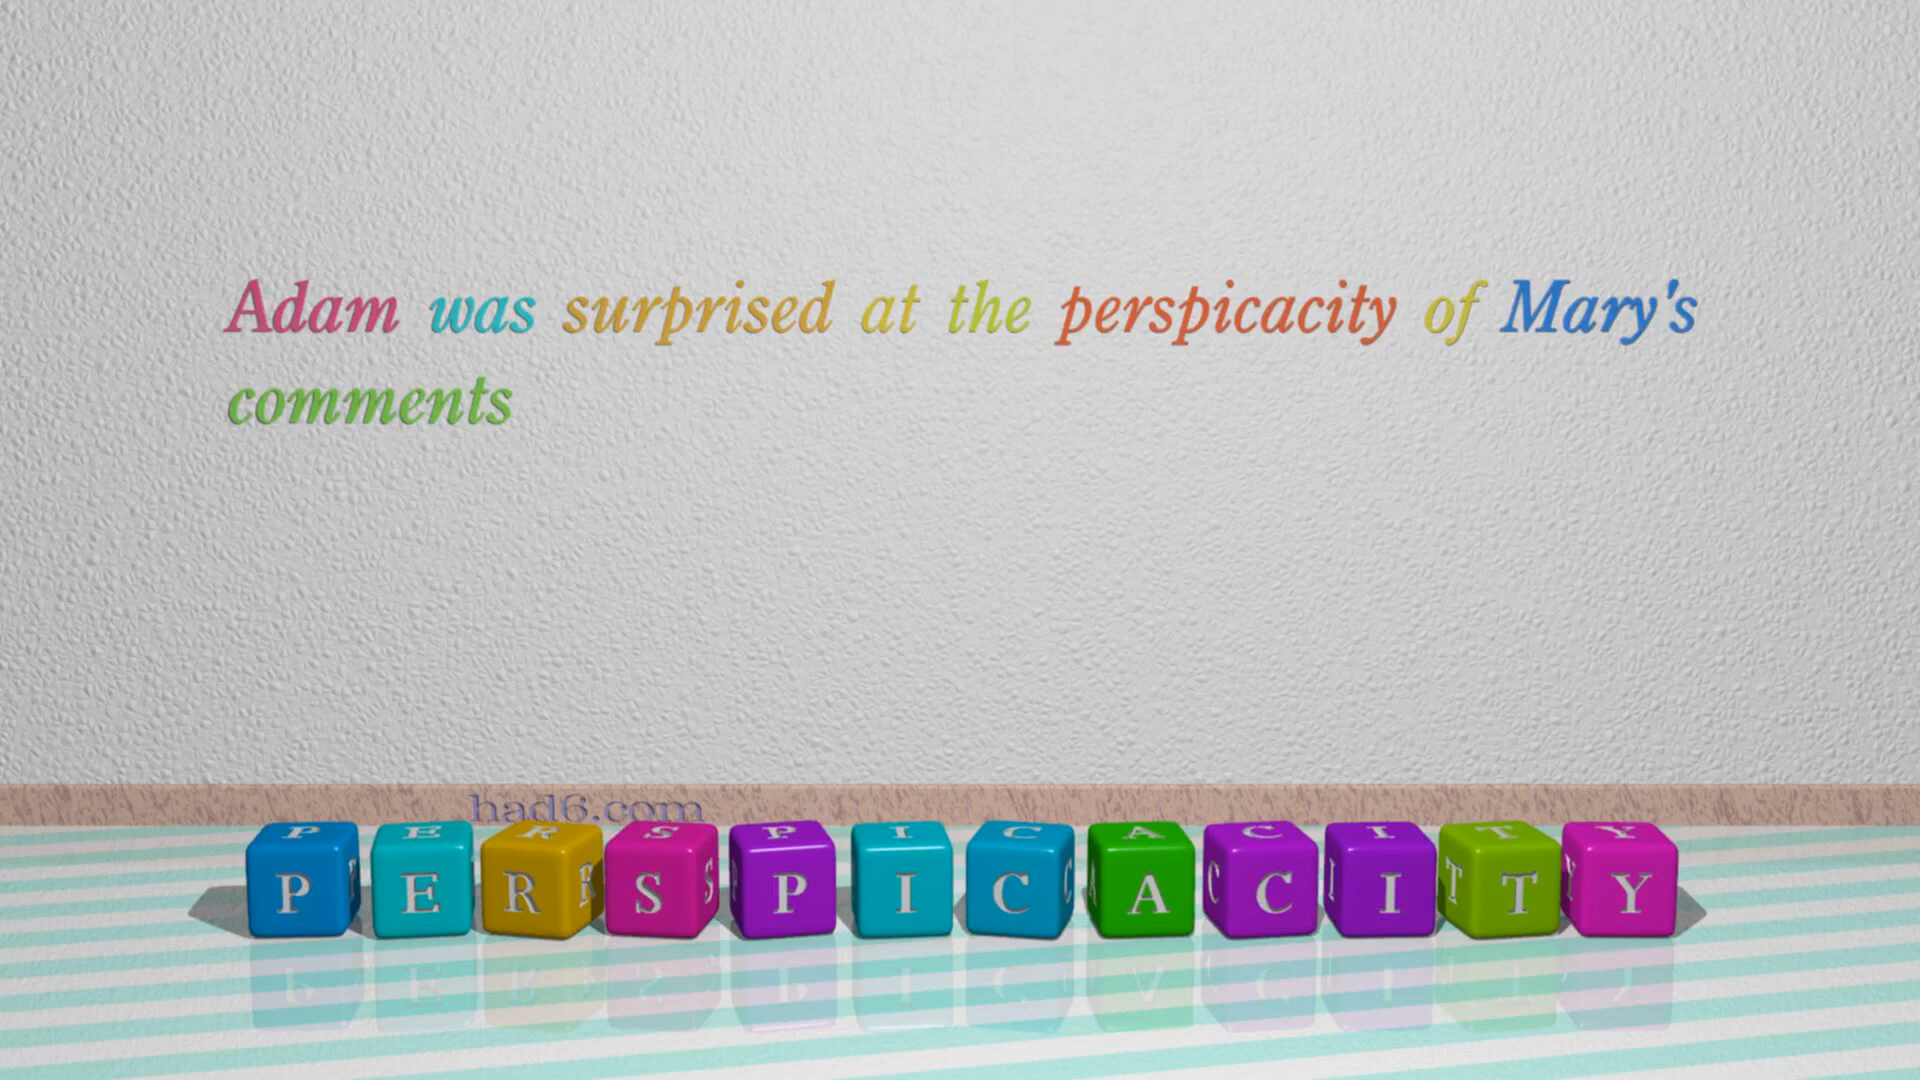 Adam was surprised at the perspicacity of Mary's
comments
had6.com
PERSPICACITY